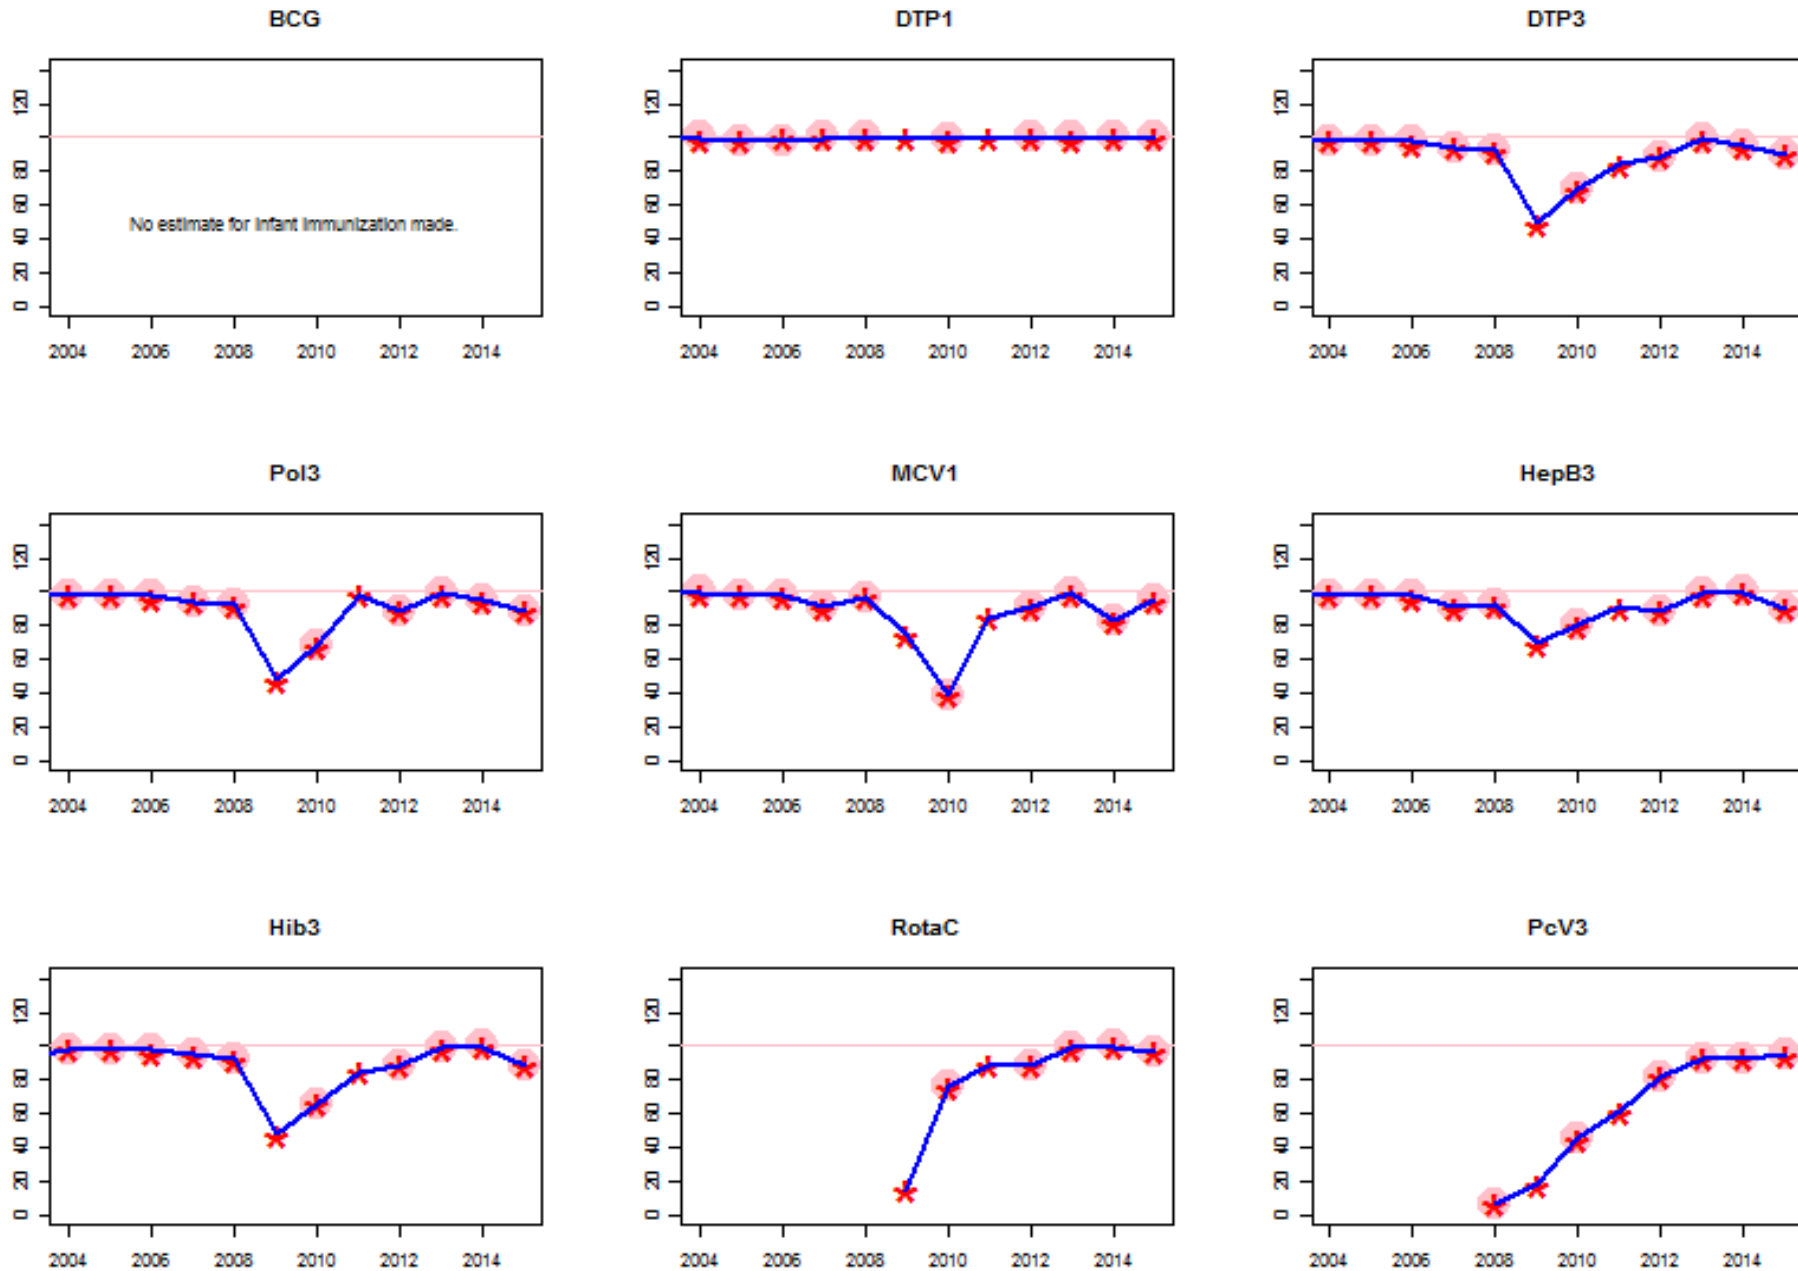 BCG
DTP1
DTP3
0 20 40 60 80 120
0 20 40 60 80 120
0 20 40 60 80 120
No estimate for infant immunization made.
2004 2006 2008 2010 2012 2014
2004 2006 2008 2010 2012 2014
2004 2006 2008 2010 2012 2014
Pol3
MCV1
HepB3
0 20 40 60 80 120
0 20 40 60 80 120
0 20 40 60 80 120
2004 2006 2008 2010 2012 2014
2004 2006 2008 2010 2012 2014
2004 2006 2008 2010 2012 2014
Hib3
RotaC
PcV3
0 20 40 60 80 120
0 20 40 60 80 120
0 20 40 60 80 120
2004 2006 2008 2010 2012 2014
2004 2006 2008 2010 2012 2014
2004 2006 2008 2010 2012 2014